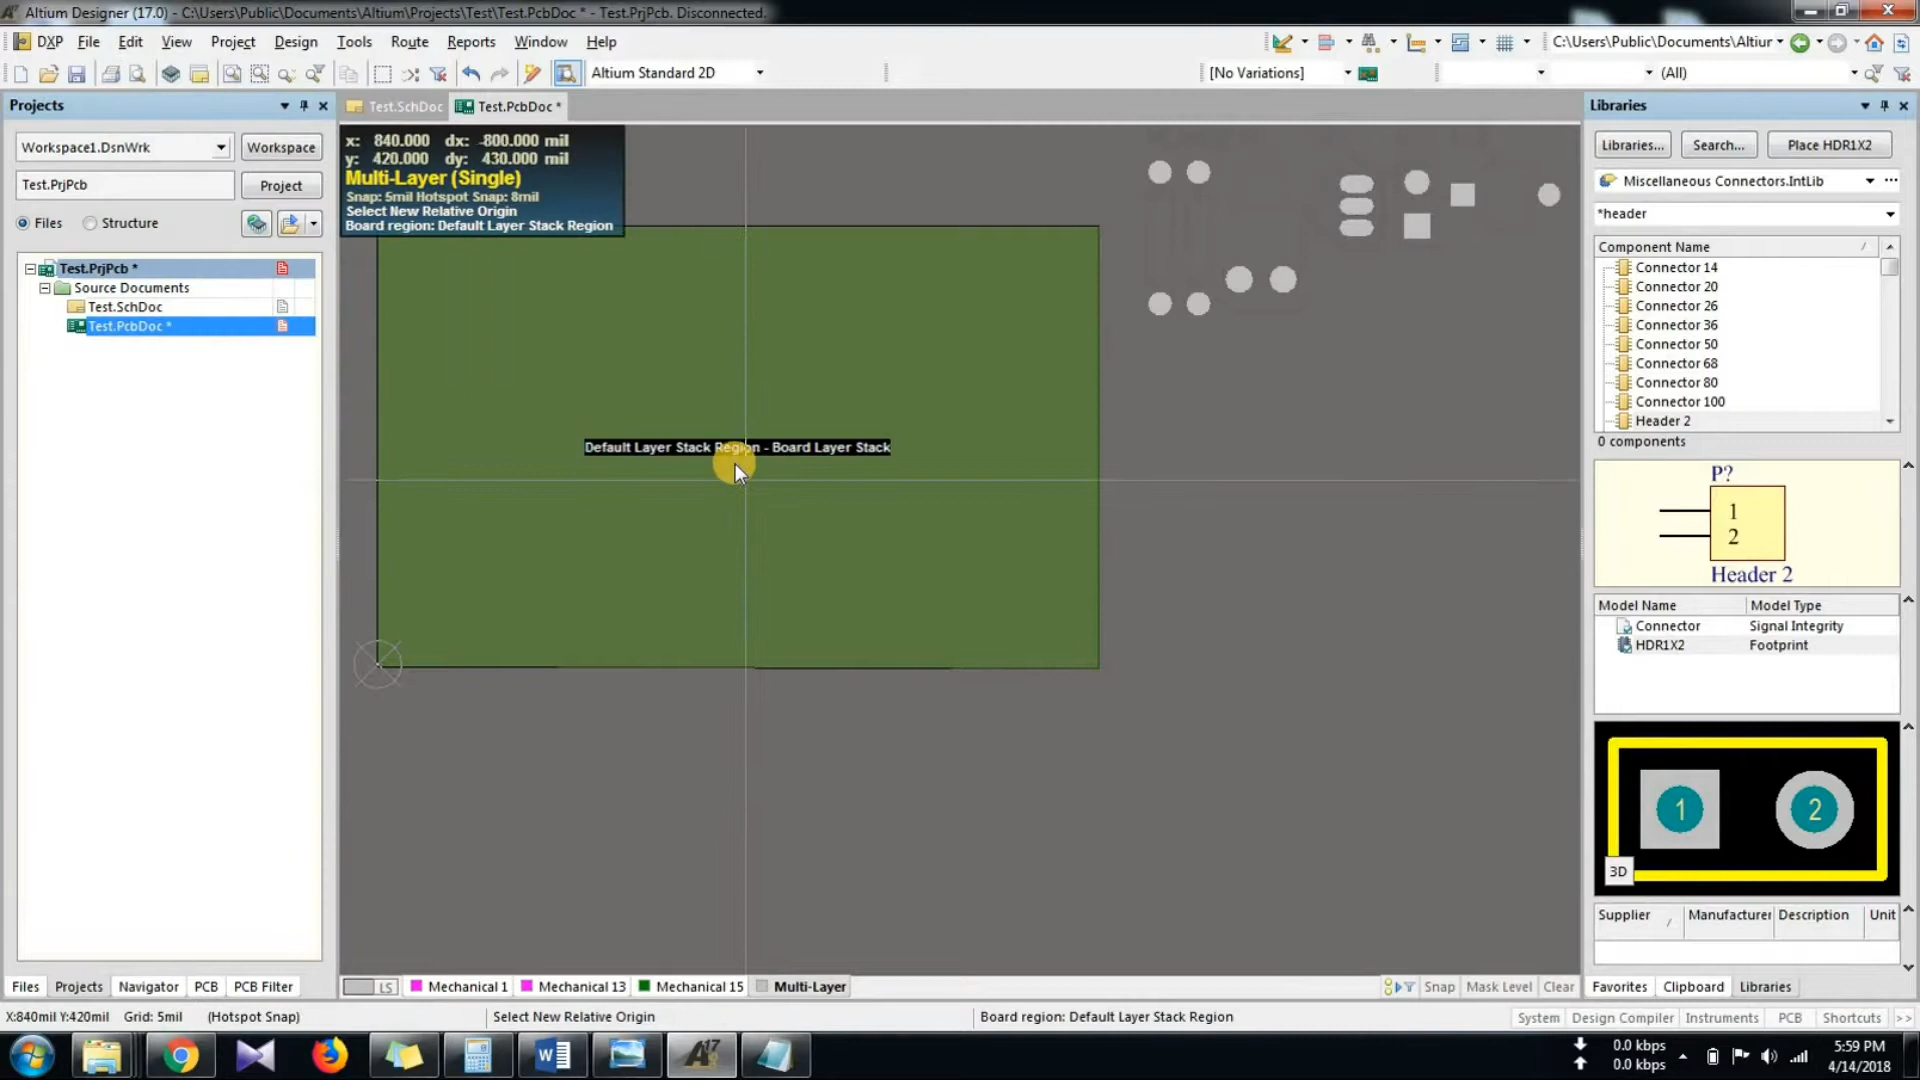 Altium Designer (17.0) - C:\Users\Public\Documents\Altium\Projects\Test\Test.PcbDoc * - Test.PrjPcb. Disconnected.
DXP File Edit View Project Design Tools Route Reports Window Help
C:\Users\Public\Documents\Altiur
Altium Standard 2D
[No Variations]
(All)
Projects
Workspace1.DsnWrk
Workspace
Test.PrjPcb
Project
Files
Structure
Test.PrjPcb *
Source Documents
Test.SchDoc
Test.PcbDoc *
Test.SchDoc
Test.PcbDoc *
x: 840.000 dx: -800.000 mil
y: 420.000 dy: 430.000 mil
Multi-Layer (Single)
Snap: 5mil Hotspot Snap: 8mil
Select New Relative Origin
Board region: Default Layer Stack Region
Default Layer Stack Region - Board Layer Stack
Libraries
Libraries...
Search...
Place HDR1X2
Miscellaneous Connectors.IntLib
...
*header
Component Name
Connector 14
Connector 20
Connector 26
Connector 36
Connector 50
Connector 68
Connector 80
Connector 100
Header 2
0 components
P?
1
2
Header 2
Model Name
Model Type
Connector
Signal Integrity
HDR1X2
Footprint
1
2
3D
Supplier
Manufacturer
Description
Unit
Files
Projects
Navigator
PCB
PCB Filter
LS
Mechanical 1
Mechanical 13
Mechanical 15
Multi-Layer
Snap
Mask Level
Clear
Favorites
Clipboard
Libraries
X:840mil Y:420mil Grid: 5mil (Hotspot Snap)
Select New Relative Origin
Board region: Default Layer Stack Region
System
Design Compiler
Instruments
PCB
Shortcuts
>>
0.0 kbps
0.0 kbps
5:59 PM
4/14/2018